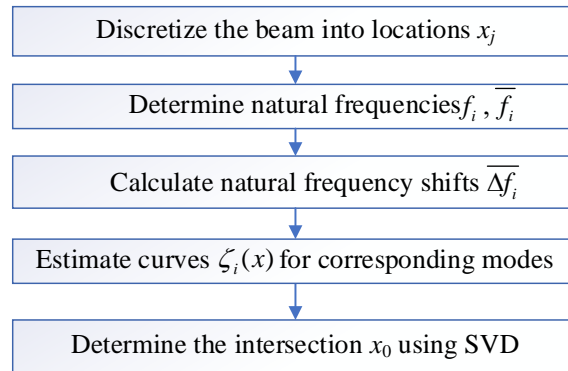 Discretize the beam into locations xⱼ
Determine natural frequencies fᵢ , f̅ᵢ
Calculate natural frequency shifts Δ̅f̅ᵢ
Estimate curves ζᵢ(x) for corresponding modes
Determine the intersection x₀ using SVD